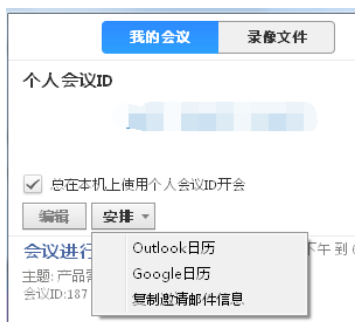 我的会议 录像文件
个人会议ID
总在本机上使用个人会议ID开会
编辑 安排
会议进行 午 到
Outlook日历
主题: 产品
Google日历
会议ID:187
复制邀请邮件信息